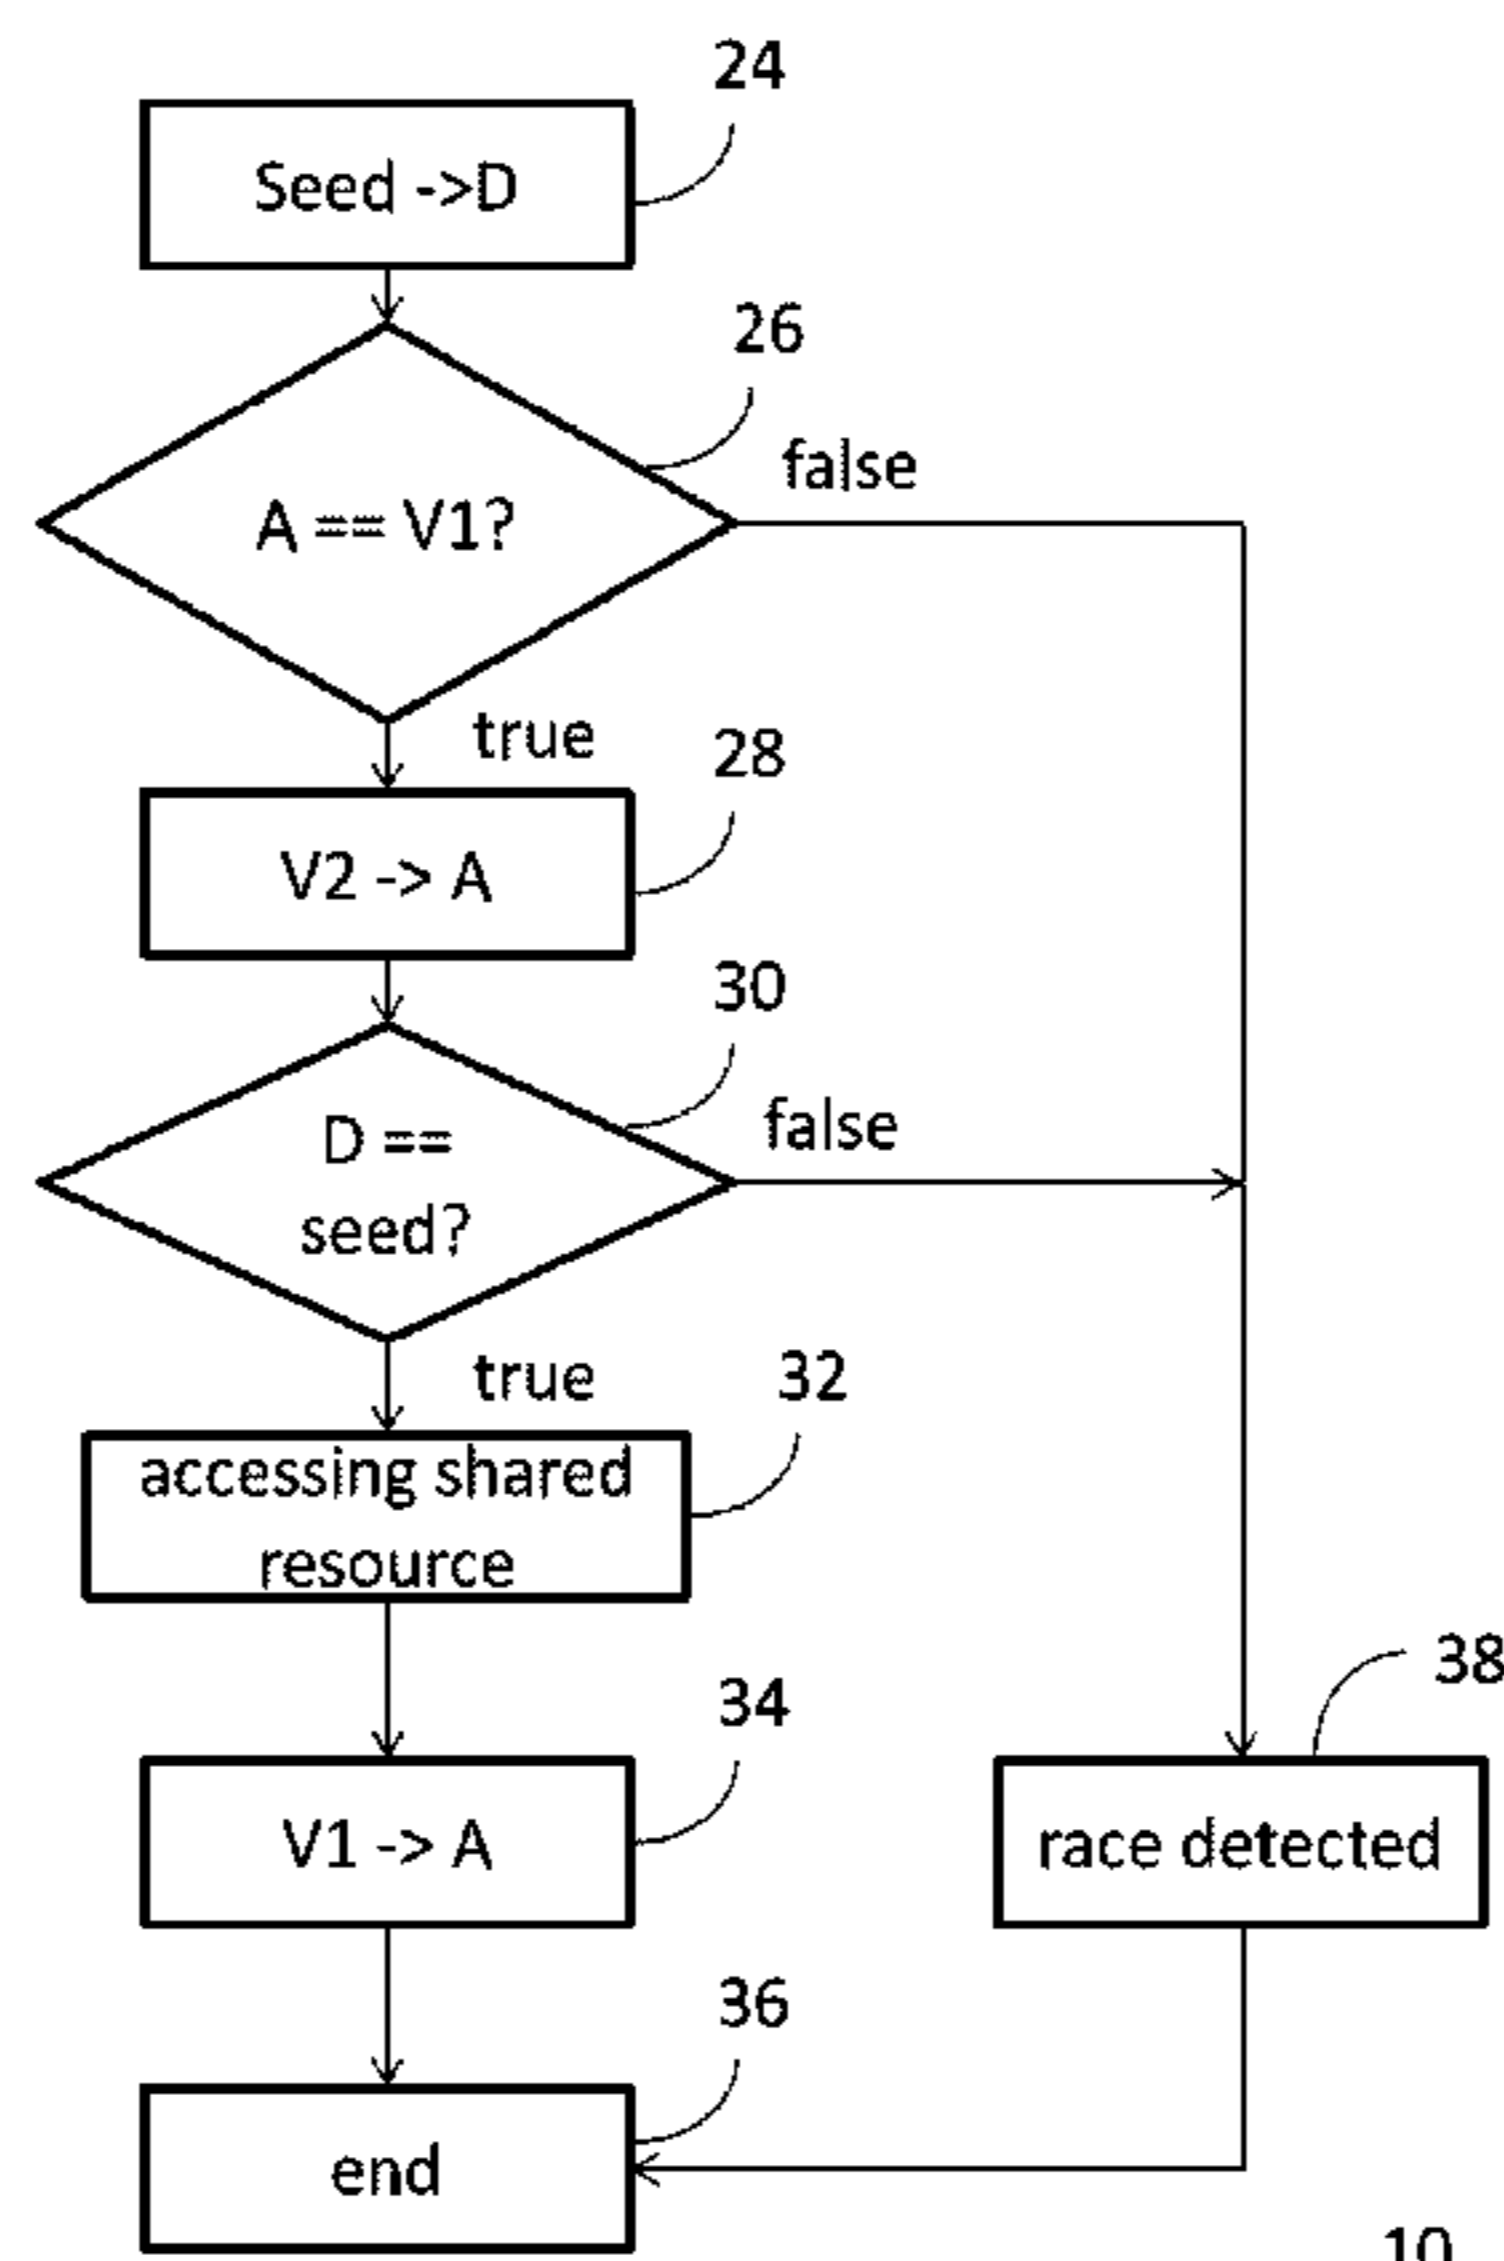 24
Seed ->D
26
false
A == V1?
true
28
V2 -> A
30
false
D ==
seed?
true
32
accessing shared
resource
34
V1 -> A
38
race detected
36
end
10